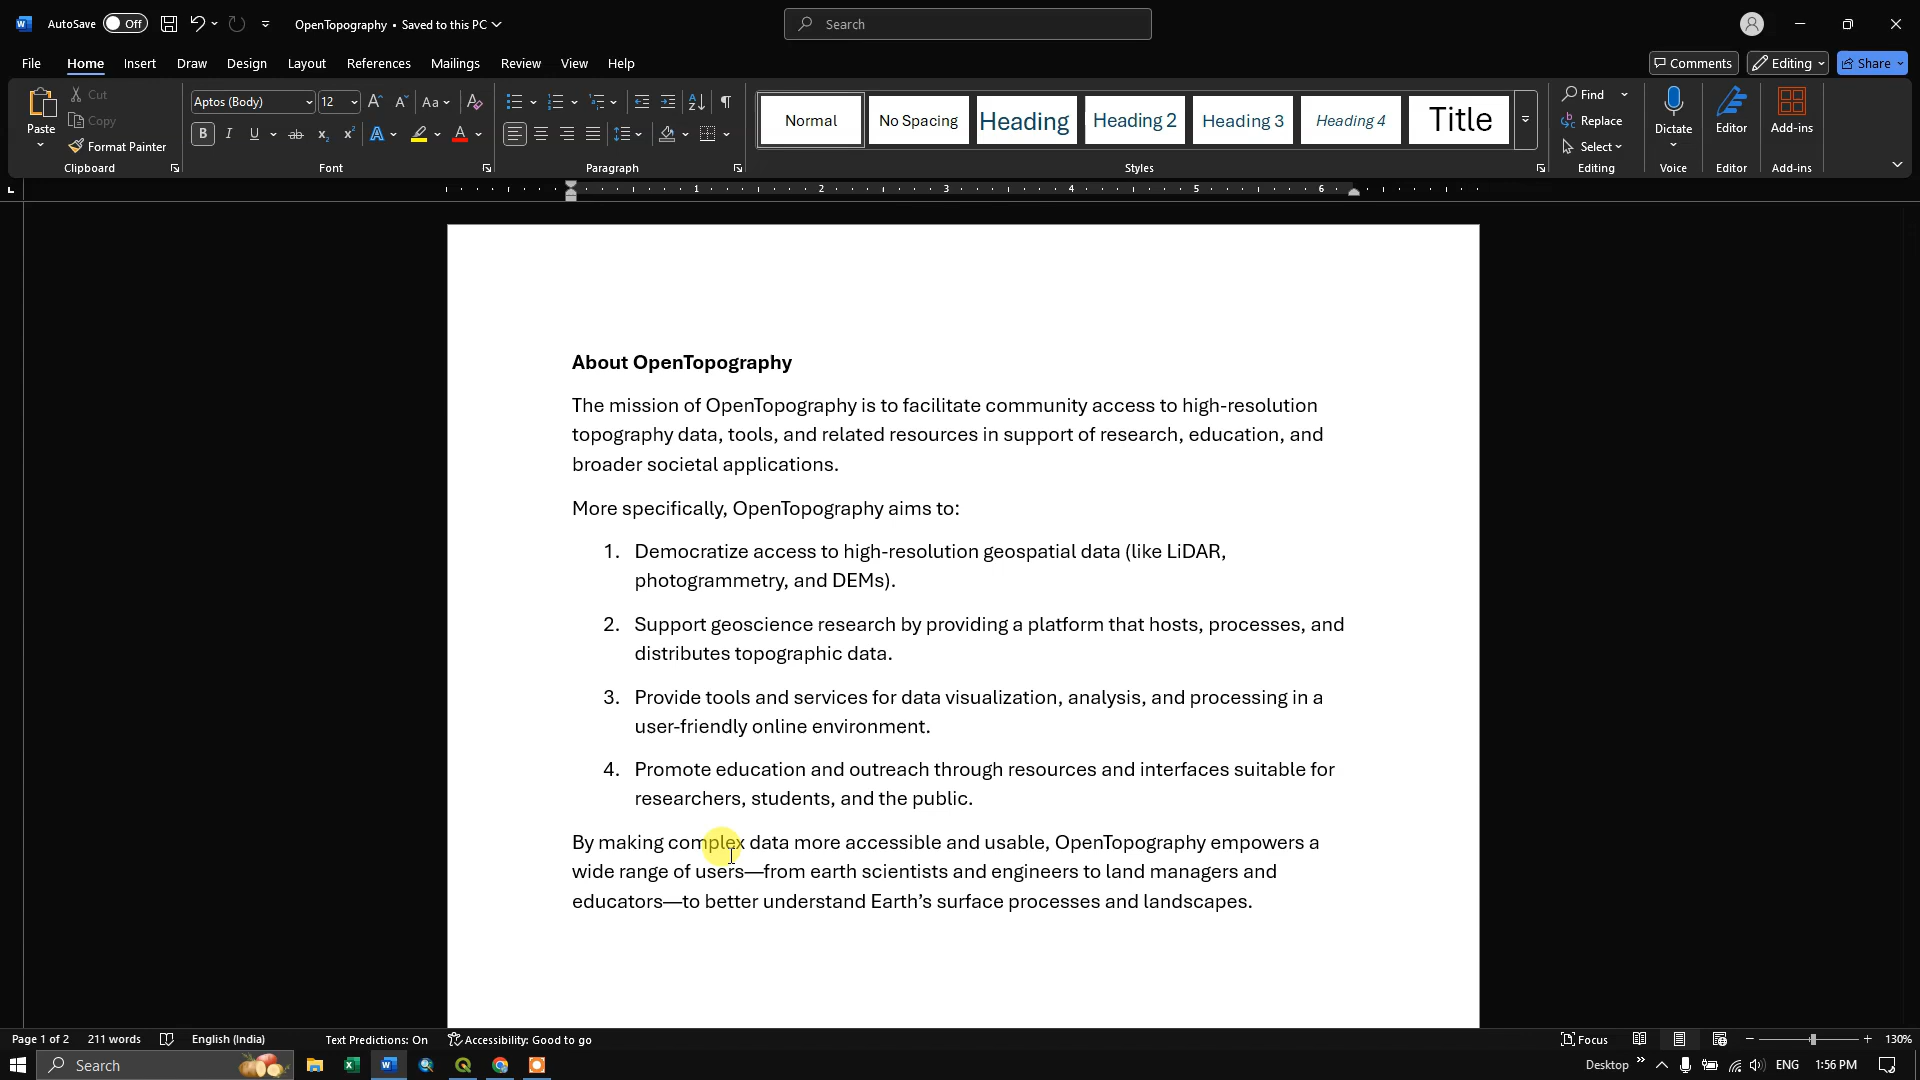 AutoSave Off OpenTopography • Saved to this PC Search
File Home Insert Draw Design Layout References Mailings Review View Help Comments Editing Share
Paste Cut Copy Format Painter
Aptos (Body) 12 Aa
B I U ab x2 x2 A A
Normal No Spacing Heading Heading 2 Heading 3 Heading 4 Title
Find Replace Select
Dictate Editor Add-ins
Clipboard Font Paragraph Styles Editing Voice Editor Add-ins
1 2 3 4 5 6
About OpenTopography
The mission of OpenTopography is to facilitate community access to high-resolution
topography data, tools, and related resources in support of research, education, and
broader societal applications.
More specifically, OpenTopography aims to:
1. Democratize access to high-resolution geospatial data (like LiDAR,
photogrammetry, and DEMs).
2. Support geoscience research by providing a platform that hosts, processes, and
distributes topographic data.
3. Provide tools and services for data visualization, analysis, and processing in a
user-friendly online environment.
4. Promote education and outreach through resources and interfaces suitable for
researchers, students, and the public.
By making complex data more accessible and usable, OpenTopography empowers a
wide range of users—from earth scientists and engineers to land managers and
educators—to better understand Earth’s surface processes and landscapes.
Page 1 of 2 211 words English (India) Text Predictions: On Accessibility: Good to go Focus 130%
Search Desktop ENG 1:56 PM